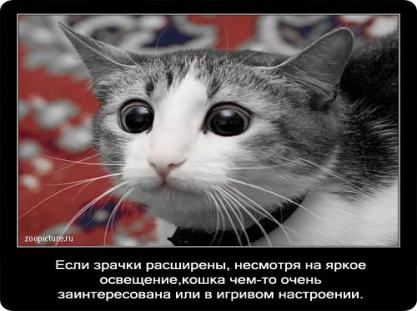 zoopicture.ru
Если зрачки расширены, несмотря на яркое
освещение,кошка чем-то очень
заинтересована или в игривом настроении.